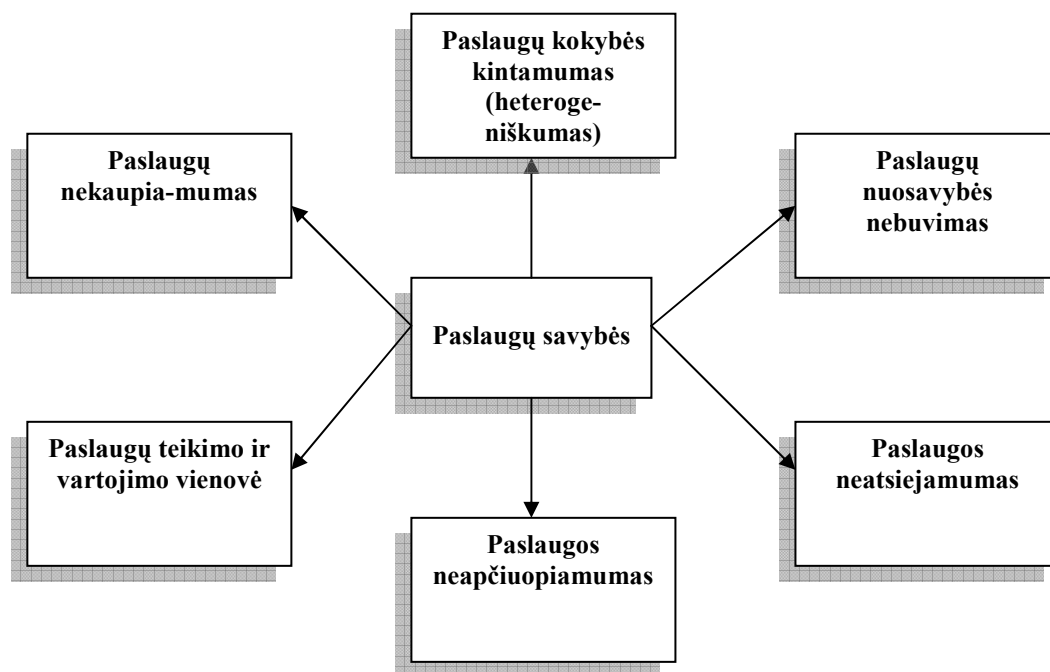 Paslaugų kokybės
kintamumas
(heteroge-
niškumas)
Paslaugų
nekaupia-mumas
Paslaugų
nuosavybės
nebuvimas
Paslaugų savybės
Paslaugų teikimo ir
vartojimo vienovė
Paslaugos
neatsiejamumas
Paslaugos
neapčiuopiamumas